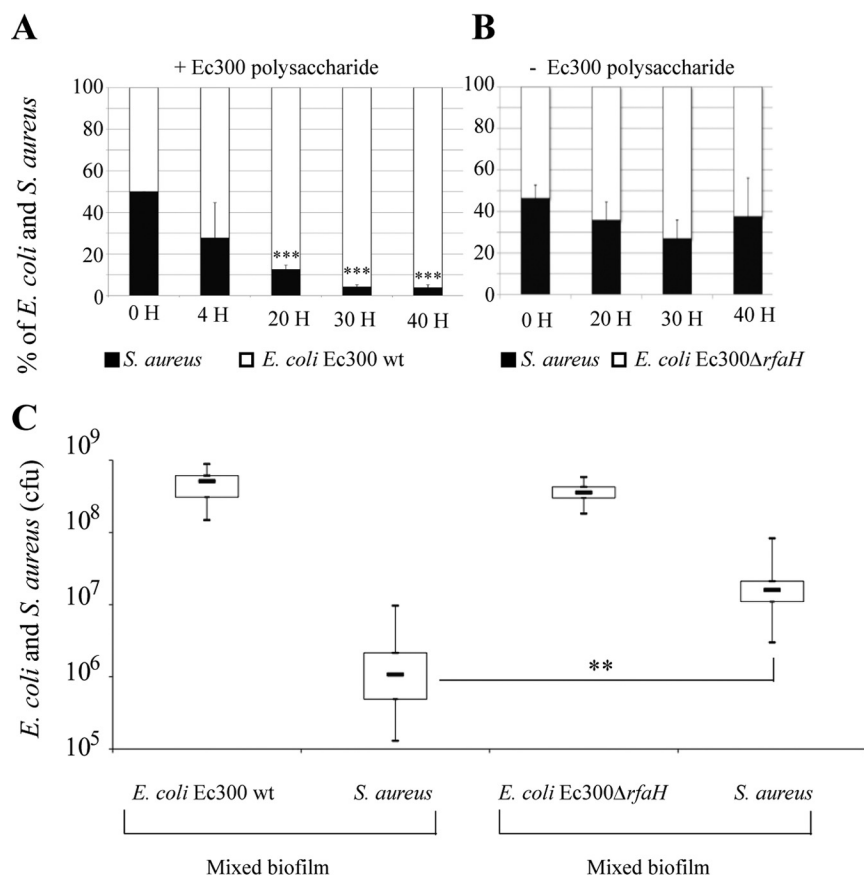 A
+ Ec300 polysaccharide
% of E. coli and S. aureus
100
80
60
40
20
0
***
***
***
0 H 4 H 20 H 30 H 40 H
S. aureus E. coli Ec300 wt
B
- Ec300 polysaccharide
100
80
60
40
20
0
0 H 20 H 30 H 40 H
S. aureus E. coli Ec300ΔrfaH
C
E. coli and S. aureus (cfu)
10⁹
10⁸
10⁷
10⁶
10⁵
**
E. coli Ec300 wt S. aureus E. coli Ec300ΔrfaH S. aureus
Mixed biofilm Mixed biofilm